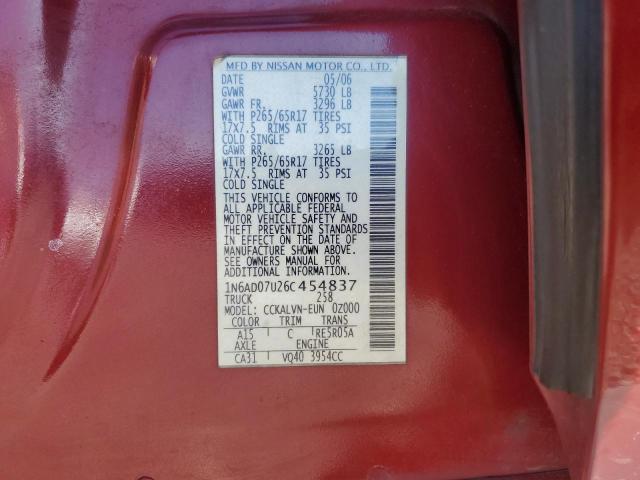 MFD BY NISSAN MOTOR CO., LTD.
DATE 05/06
GVWR 5730 LB
GAWR FR. 3296 LB
WITH P265/65R17 TIRES
17X7.5 RIMS AT 35 PSI
COLD SINGLE
GAWR RR. 3265 LB
WITH P265/65R17 TIRES
17X7.5 RIMS AT 35 PSI
COLD SINGLE
THIS VEHICLE CONFORMS TO
ALL APPLICABLE FEDERAL
MOTOR VEHICLE SAFETY AND
THEFT PREVENTION STANDARDS
IN EFFECT ON THE DATE OF
MANUFACTURE SHOWN ABOVE.
SEE OWNERS MANUAL FOR
ADDITIONAL INFORMATION.
1N6AD07U26C454837
TRUCK 258
MODEL: CCKALVN-EUN 0Z000
COLOR TRIM TRANS
A15 C RE5R05A
AXLE ENGINE
CA31 VQ40 3954CC